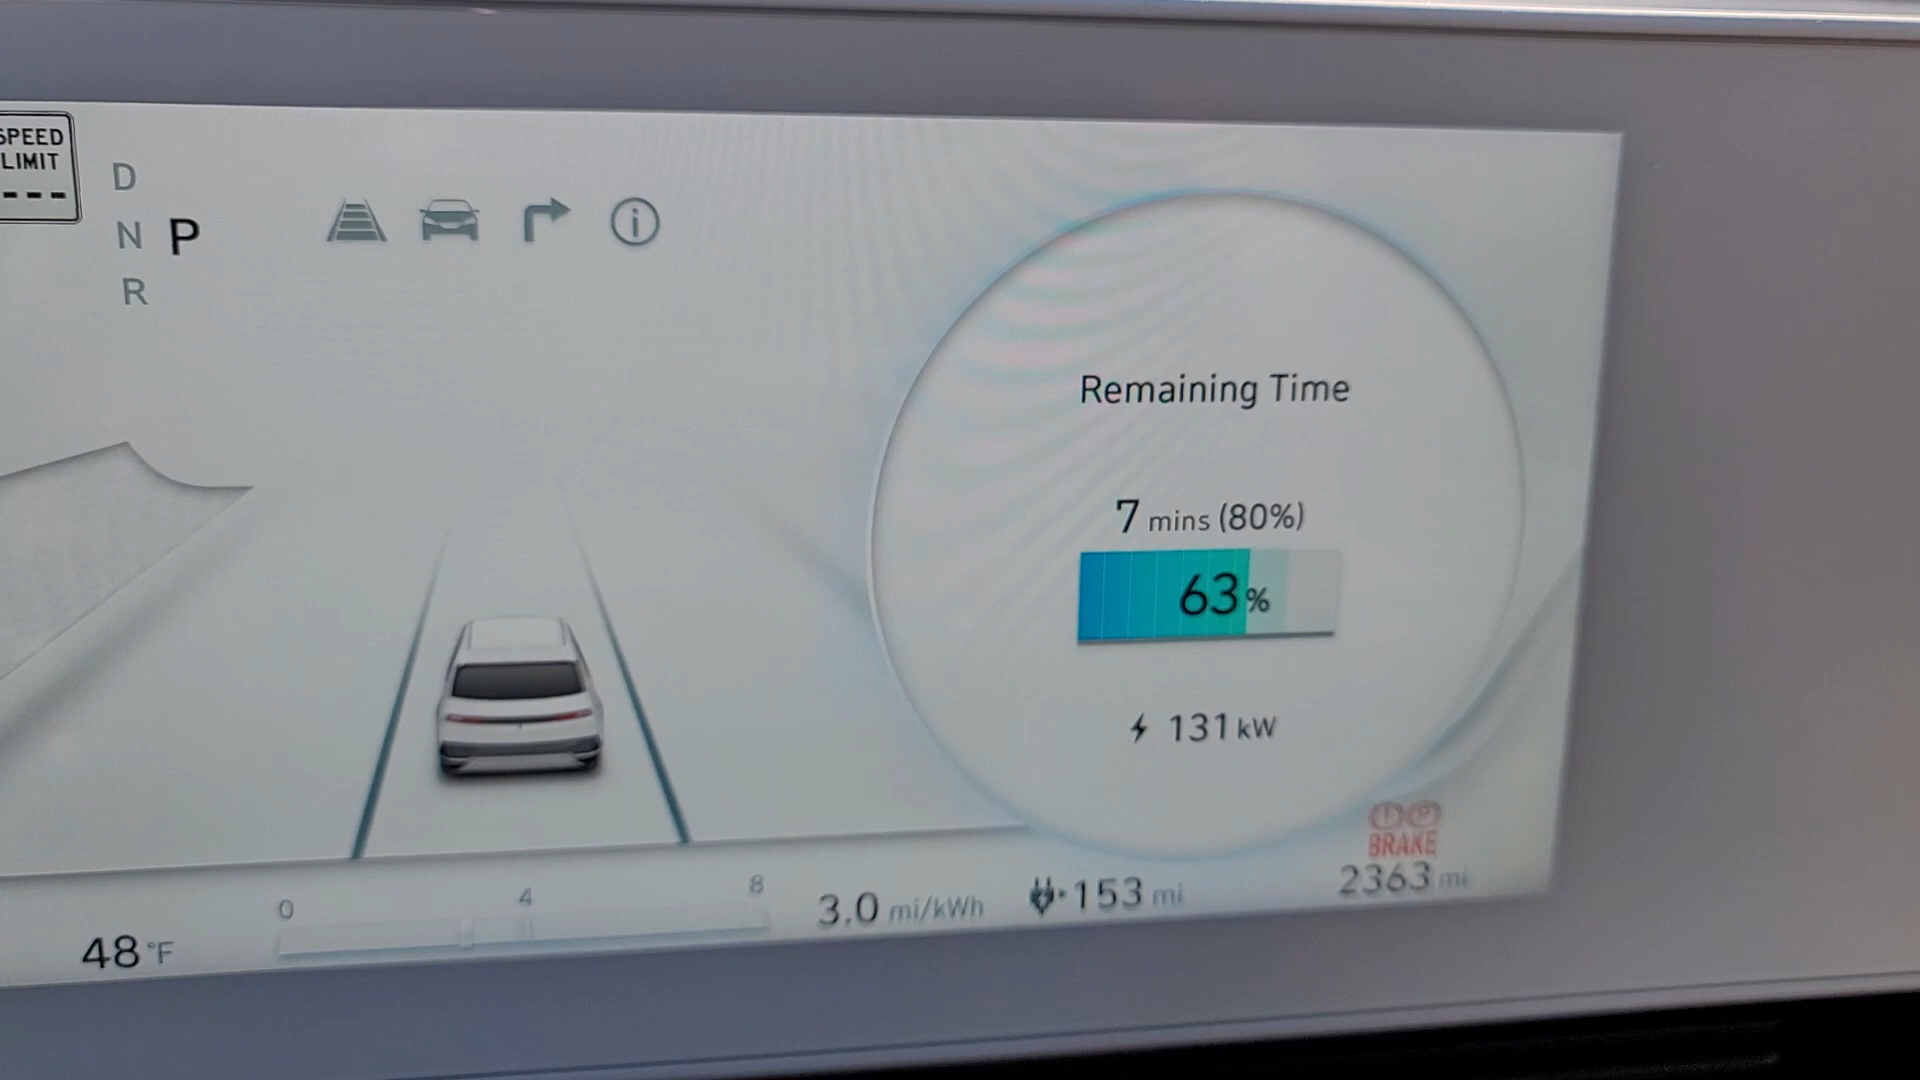 SPEED
LIMIT
---
D
N P
R
i
Remaining Time
7 mins (80%)
63%
131 kW
BRAKE
2363 mi
0 4 8
3.0 mi/kWh
153 mi
48 °F